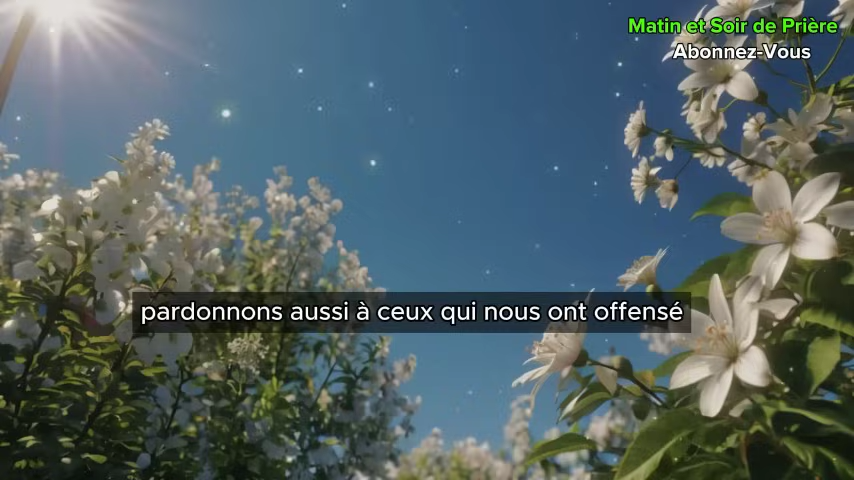 Matin et Soir de Prière
Abonnez-Vous
pardonnons aussi à ceux qui nous ont offensé